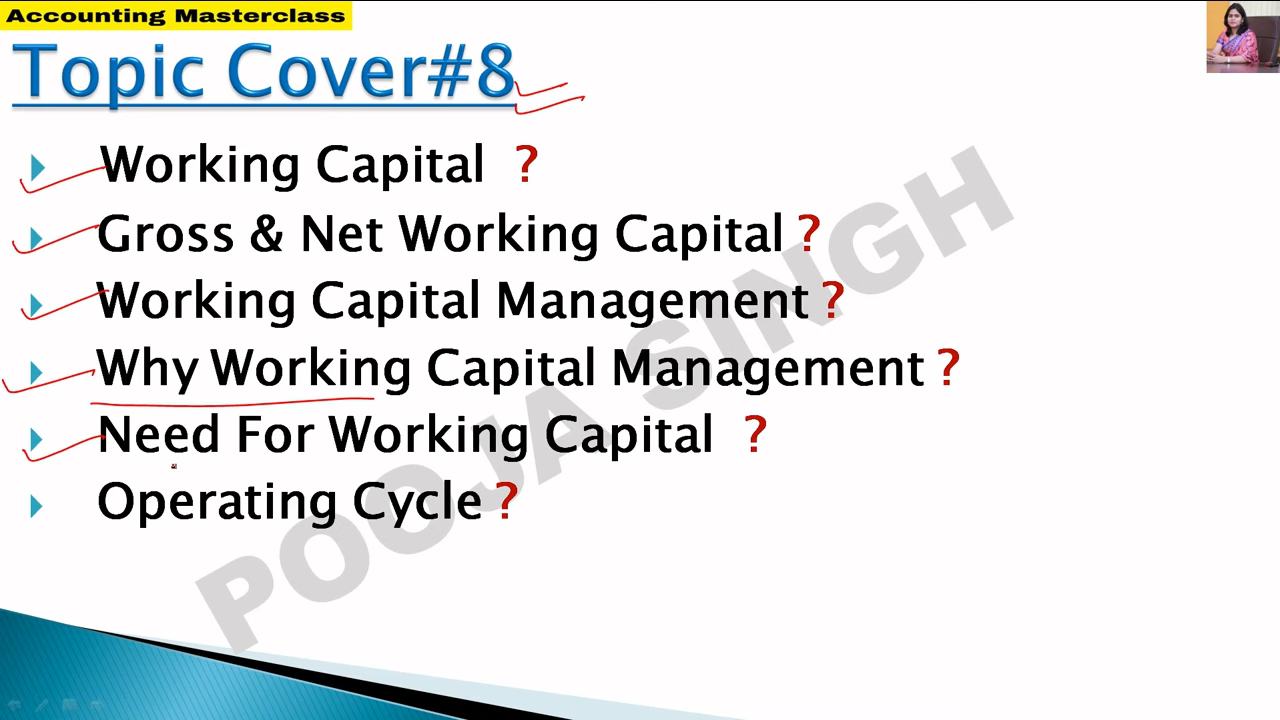 Accounting Masterclass
Topic Cover#8
Working Capital ?
Gross & Net Working Capital ?
Working Capital Management ?
Why Working Capital Management ?
Need For Working Capital ?
Operating Cycle ?
POOJA SINGH